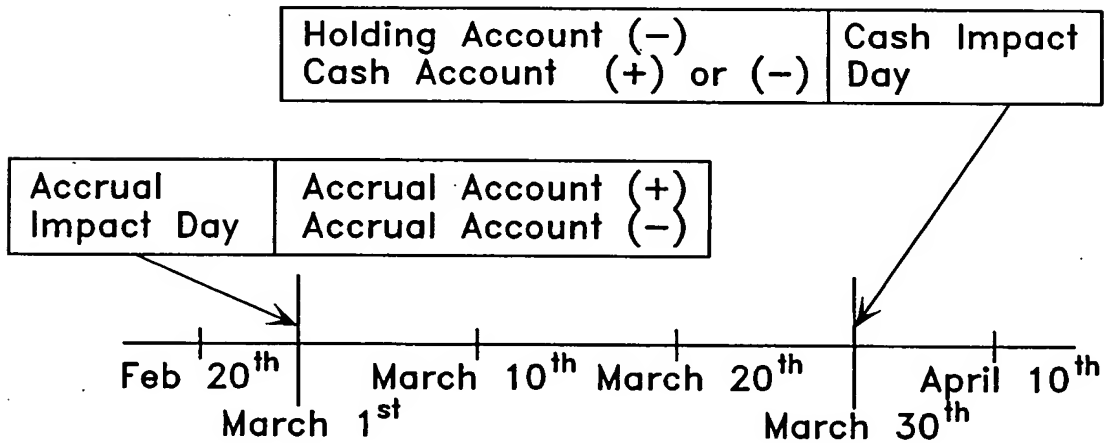 Holding Account (−)
Cash Account (+) or (−)
Cash Impact
Day
Accrual
Impact Day
Accrual Account (+)
Accrual Account (−)
Feb 20th
March 1st
March 10th
March 20th
March 30th
April 10th